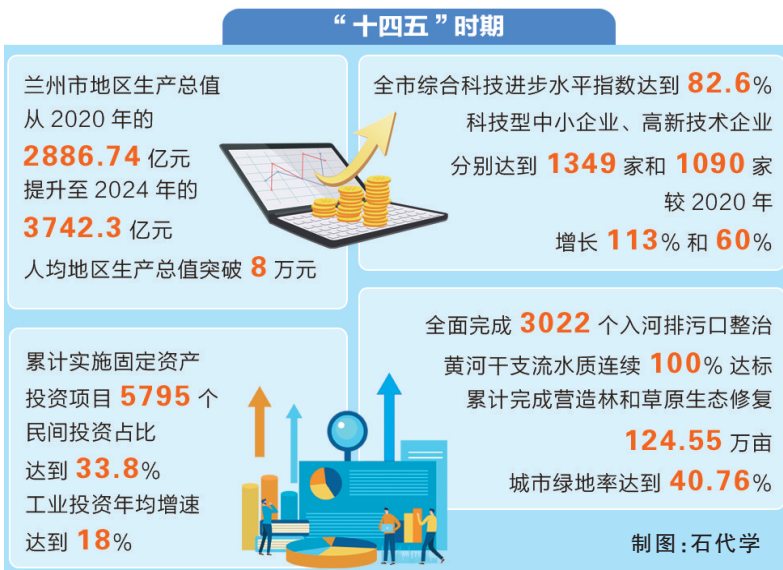 “十四五”时期
兰州市地区生产总值
从2020年的
2886.74亿元
提升至2024年的
3742.3亿元
人均地区生产总值突破8万元
全市综合科技进步水平指数达到82.6%
科技型中小企业、高新技术企业
分别达到1349家和1090家
较2020年
增长113%和60%
累计实施固定资产
投资项目5795个
民间投资占比
达到33.8%
工业投资年均增速
达到18%
全面完成3022个入河排污口整治
黄河干支流水质连续100%达标
累计完成营造林和草原生态修复
124.55万亩
城市绿地率达到40.76%
制图:石代学